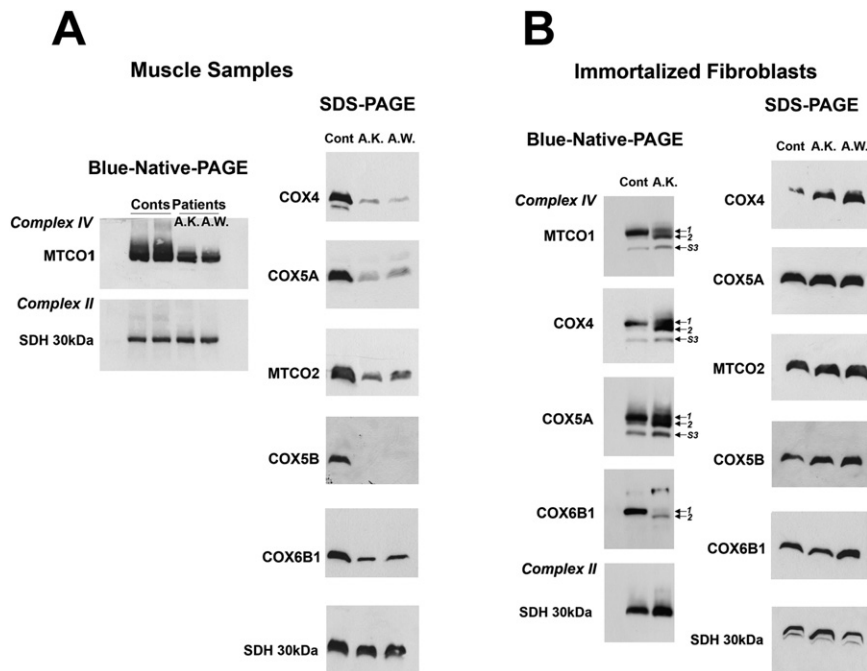 A
Muscle Samples
SDS-PAGE
Cont A.K. A.W.
Blue-Native-PAGE
Conts Patients
A.K. A.W.
Complex IV
MTCO1
Complex II
SDH 30kDa
COX4
COX5A
MTCO2
COX5B
COX6B1
SDH 30kDa
B
Immortalized Fibroblasts
SDS-PAGE
Cont A.K. A.W.
Blue-Native-PAGE
Cont A.K.
Complex IV
MTCO1
1
2
S3
COX4
1
2
S3
COX5A
1
2
S3
COX6B1
1
2
Complex II
SDH 30kDa
COX4
COX5A
MTCO2
COX5B
COX6B1
SDH 30kDa